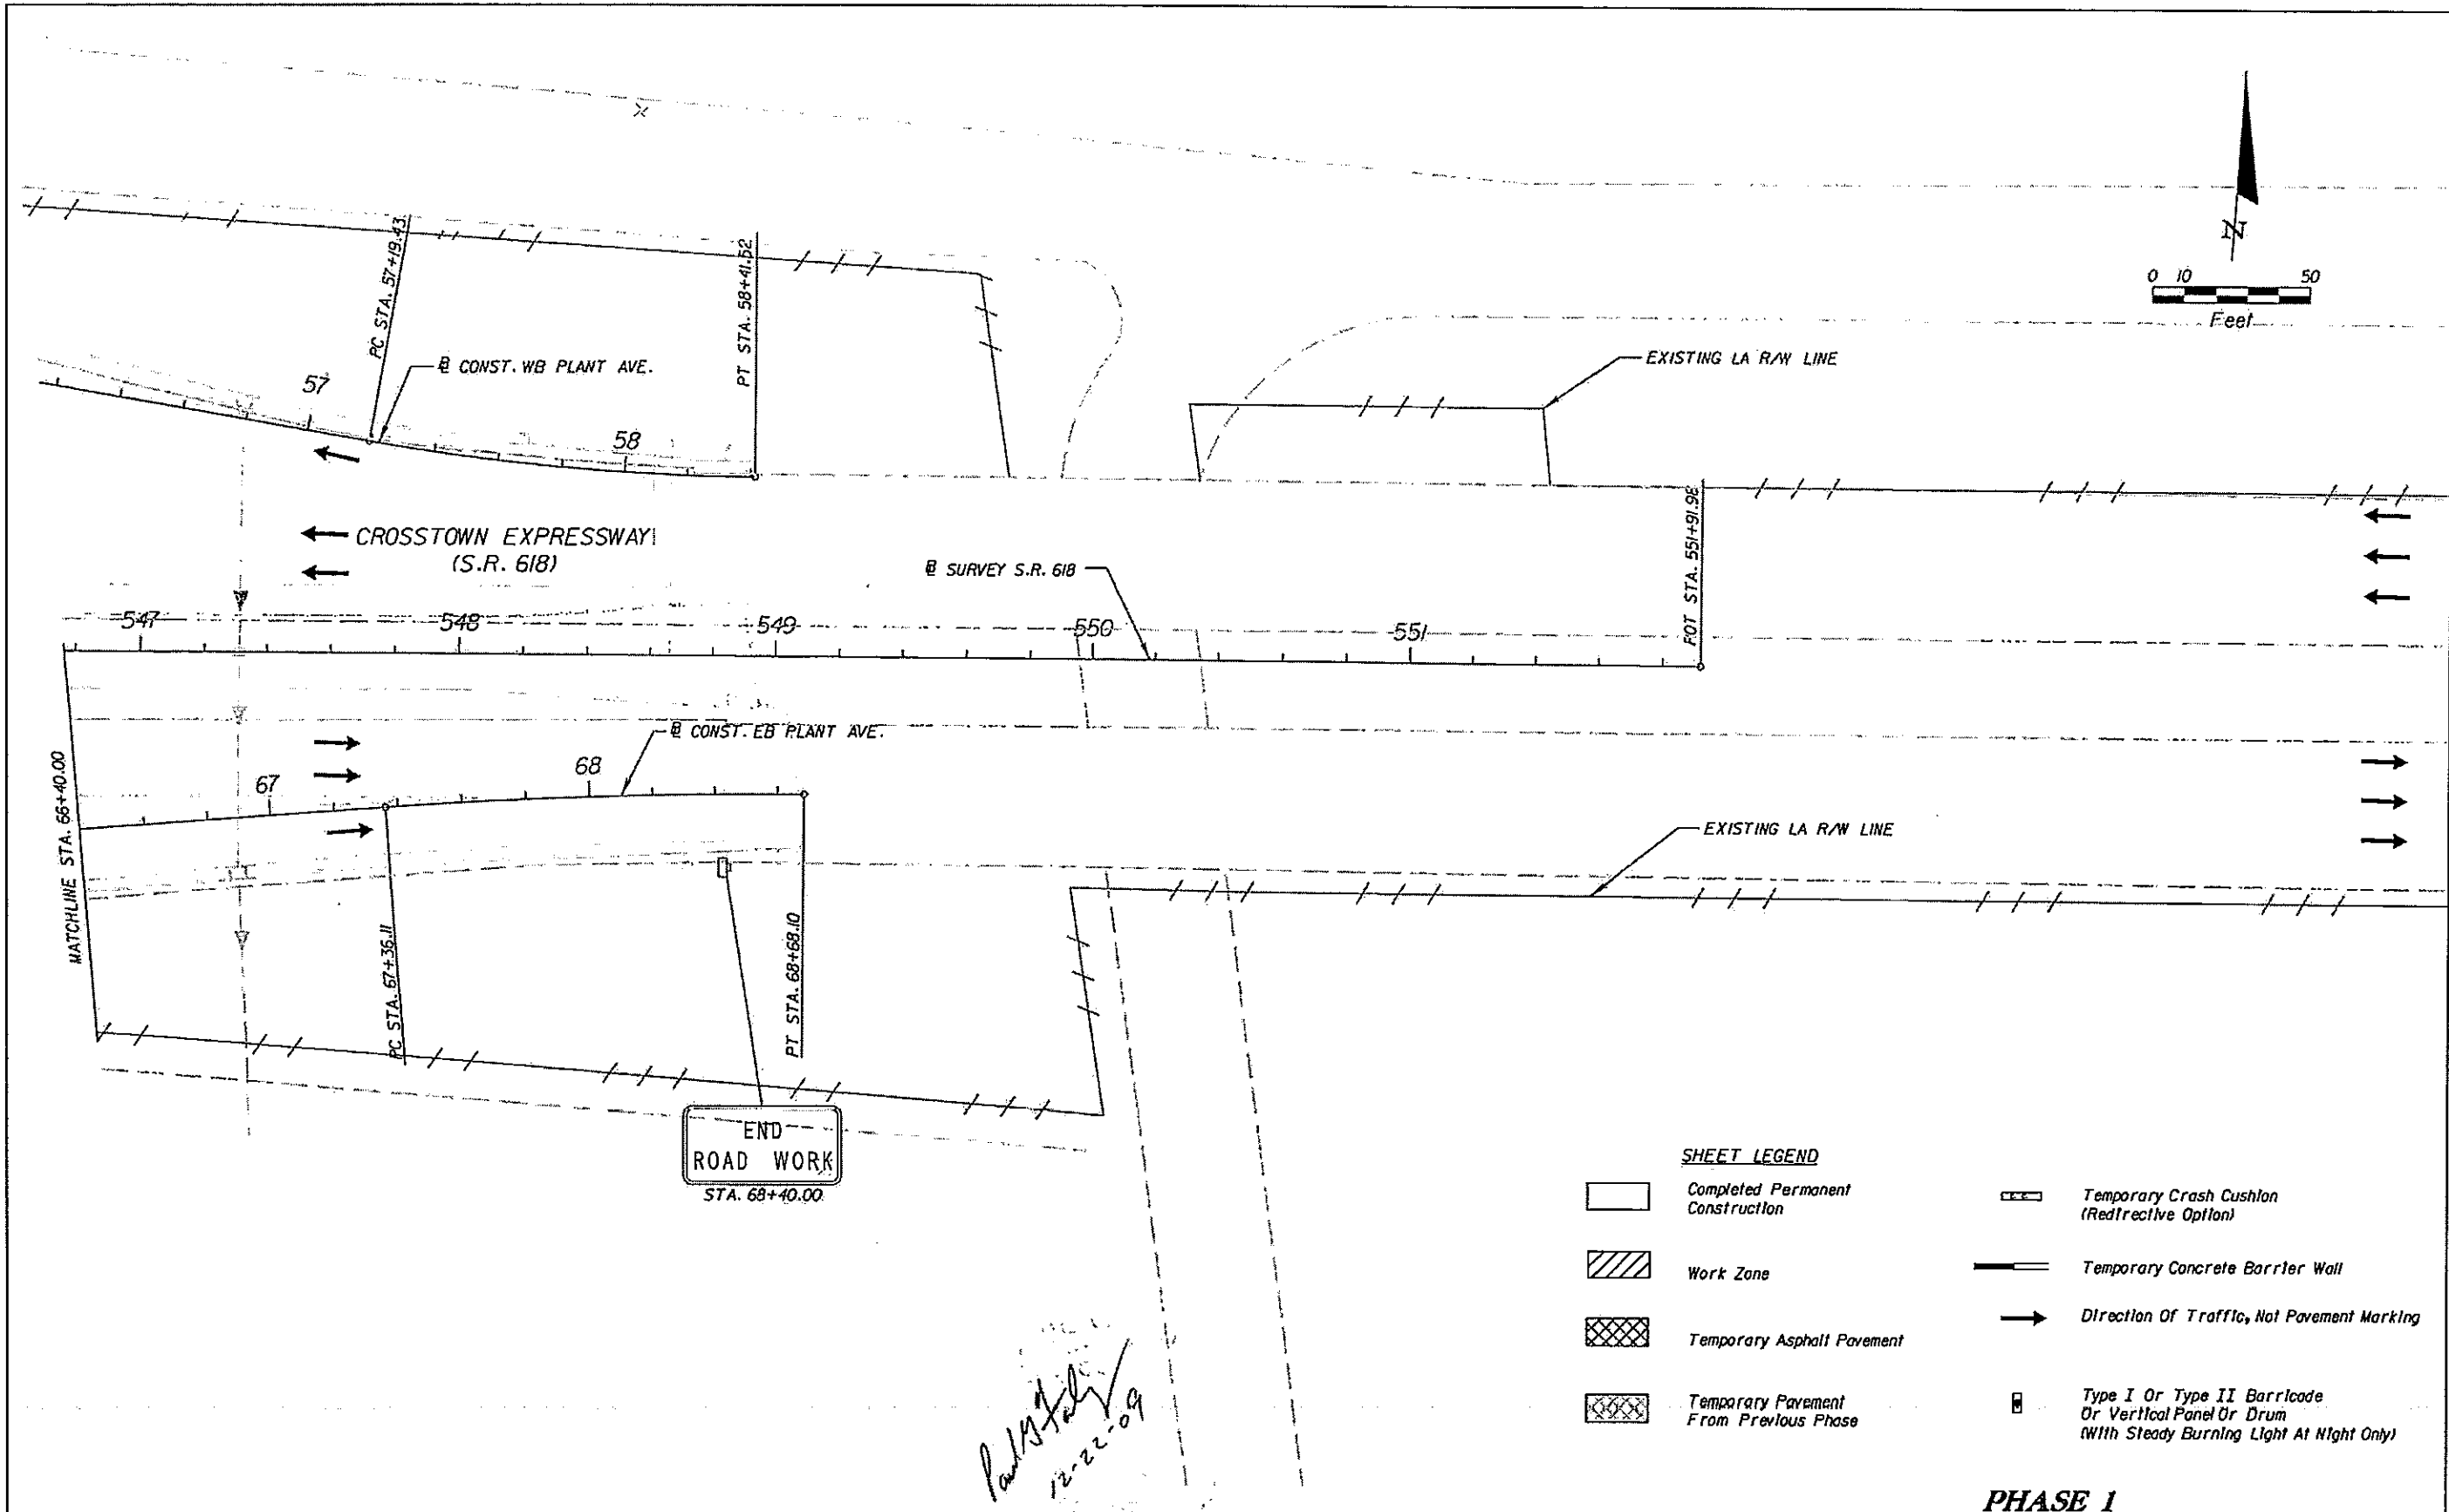 N
0 10 50
Feet
PC STA. 57+19.43
PT STA. 58+41.52
57
58
℄ CONST. WB PLANT AVE.
EXISTING LA R/W LINE
CROSSTOWN EXPRESSWAY
(S.R. 618)
℄ SURVEY S.R. 618
POT STA. 551+91.98
547
548
549
550
551
℄ CONST. EB PLANT AVE.
MATCHLINE STA. 66+40.00
67
68
EXISTING LA R/W LINE
PC STA. 67+36.11
PT STA. 68+68.10
END
ROAD WORK
STA. 68+40.00
SHEET LEGEND
Completed Permanent
Construction
Work Zone
Temporary Asphalt Pavement
Temporary Pavement
From Previous Phase
Temporary Crash Cushion
(Redirective Option)
Temporary Concrete Barrier Wall
Direction Of Traffic, Not Pavement Marking
Type I Or Type II Barricade
Or Vertical Panel Or Drum
(With Steady Burning Light At Night Only)
12-22-09
PHASE 1